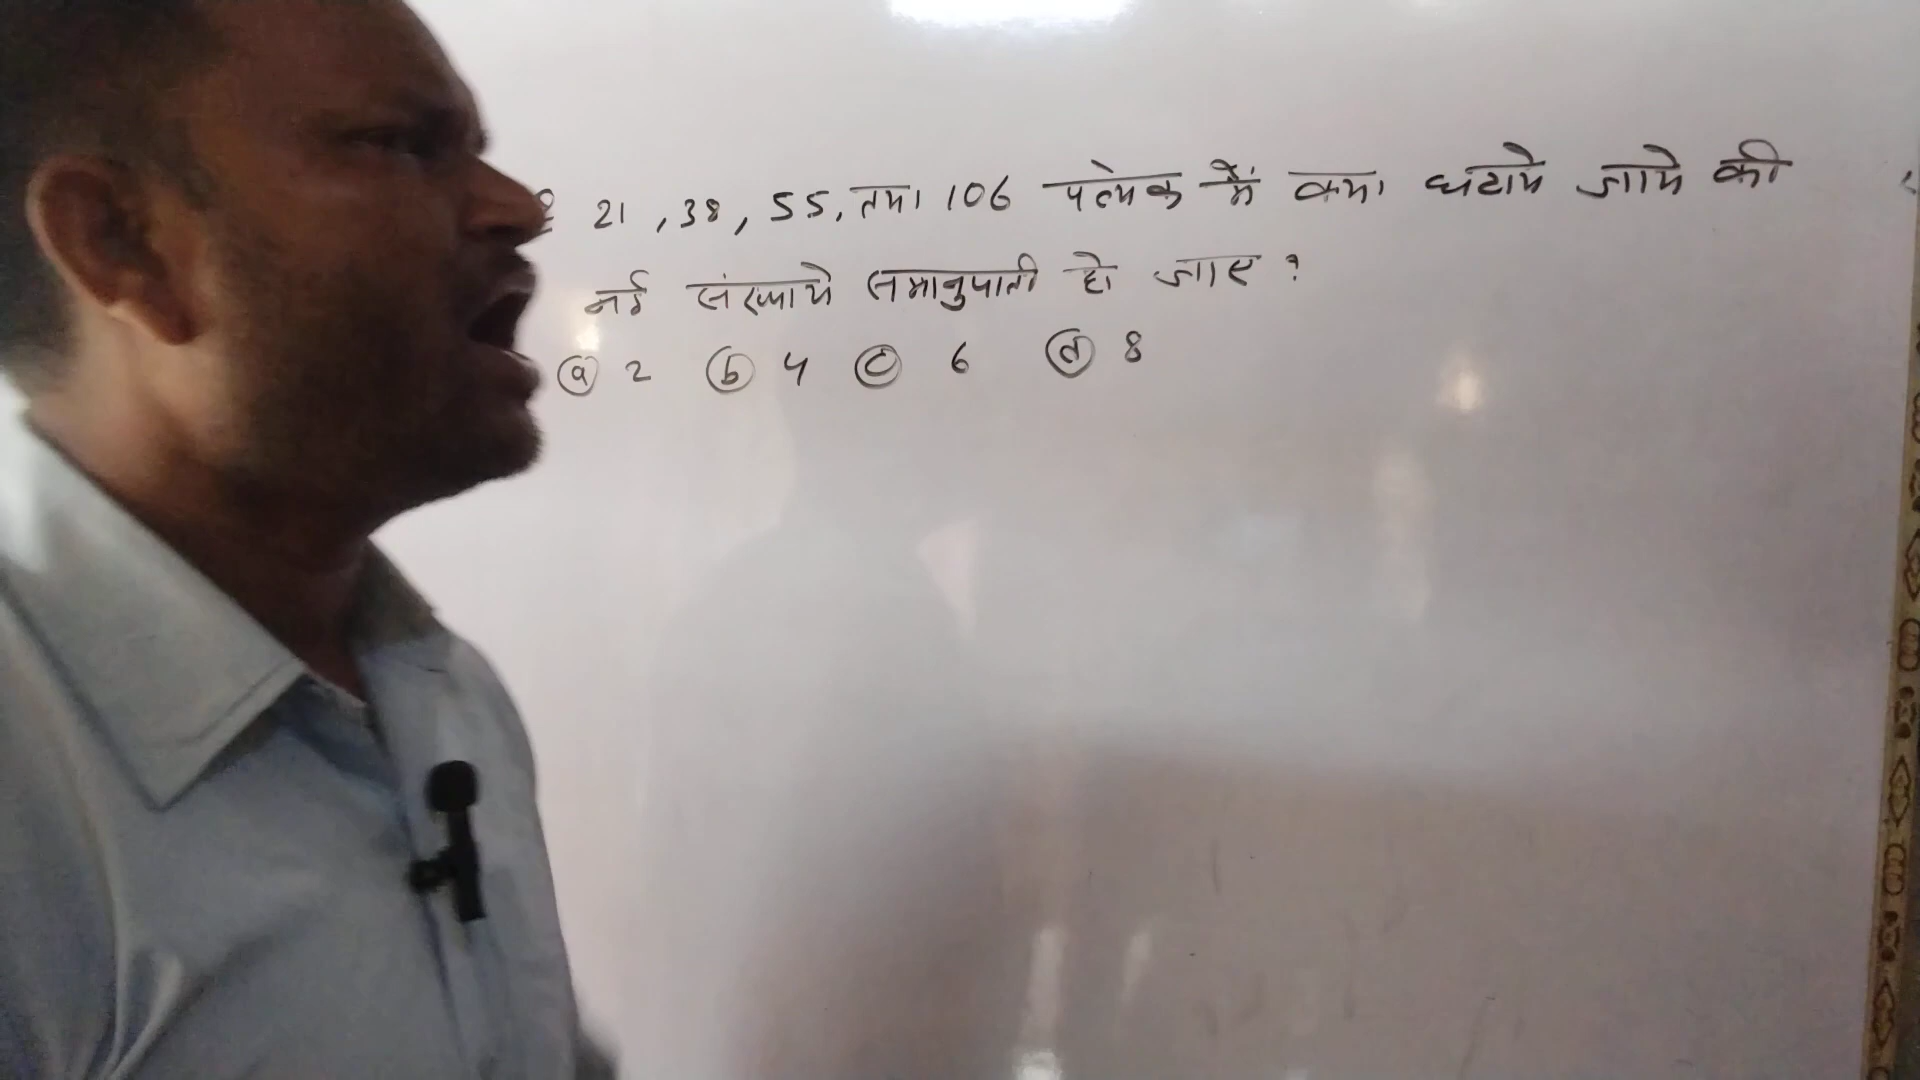 21, 38, 55, तथा 106 प्रत्येक में क्या घटाये जाये की
नई संख्याये समानुपाती हो जाए ?
(a) 2 (b) 4 (c) 6 (d) 8